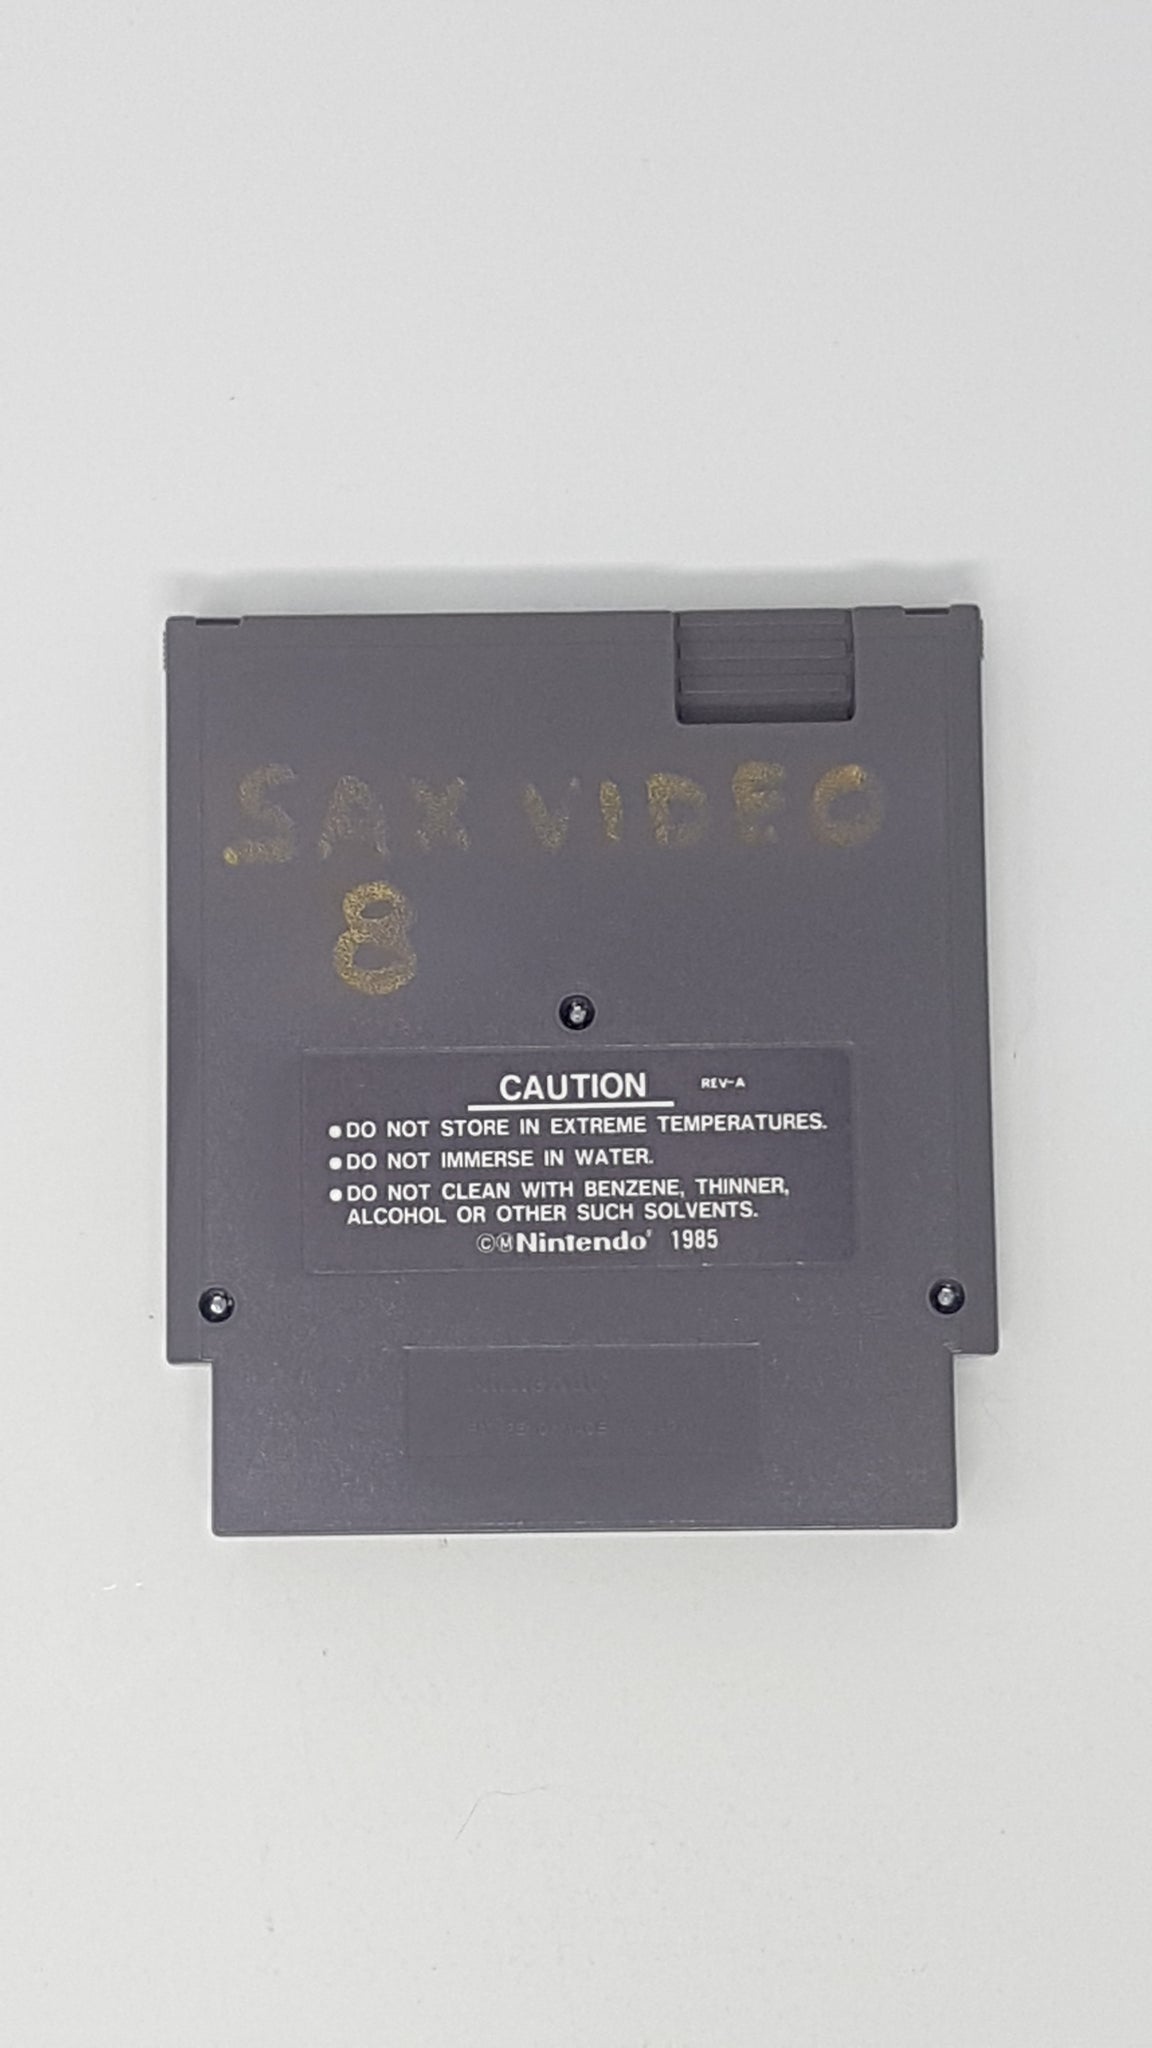 SAX VIDEO
8
CAUTION REV-A
●DO NOT STORE IN EXTREME TEMPERATURES.
●DO NOT IMMERSE IN WATER.
●DO NOT CLEAN WITH BENZENE, THINNER,
ALCOHOL OR OTHER SUCH SOLVENTS.
©Ⓜ Nintendo® 1985